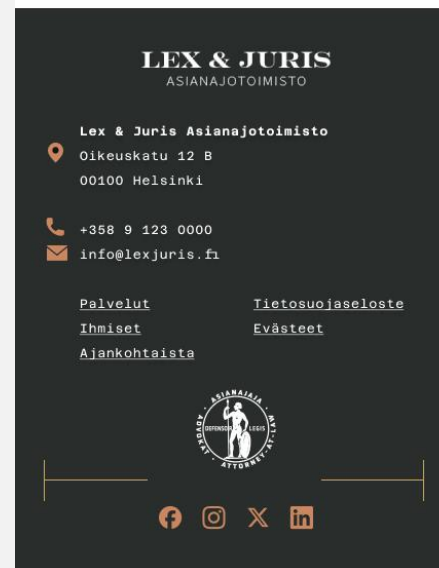 LEX & JURIS
ASIANAJOTOIMISTO
Lex & Juris Asianajotoimisto
Oikeuskatu 12 B
00100 Helsinki
+358 9 123 0000
info@lexjuris.fi
Palvelut
Tietosuojaseloste
Ihmiset
Evästeet
Ajankohtaista
ASIANAJAJA
ADVOKAT · ATTORNEY-AT-LAW
DEFENSOR LEGIS